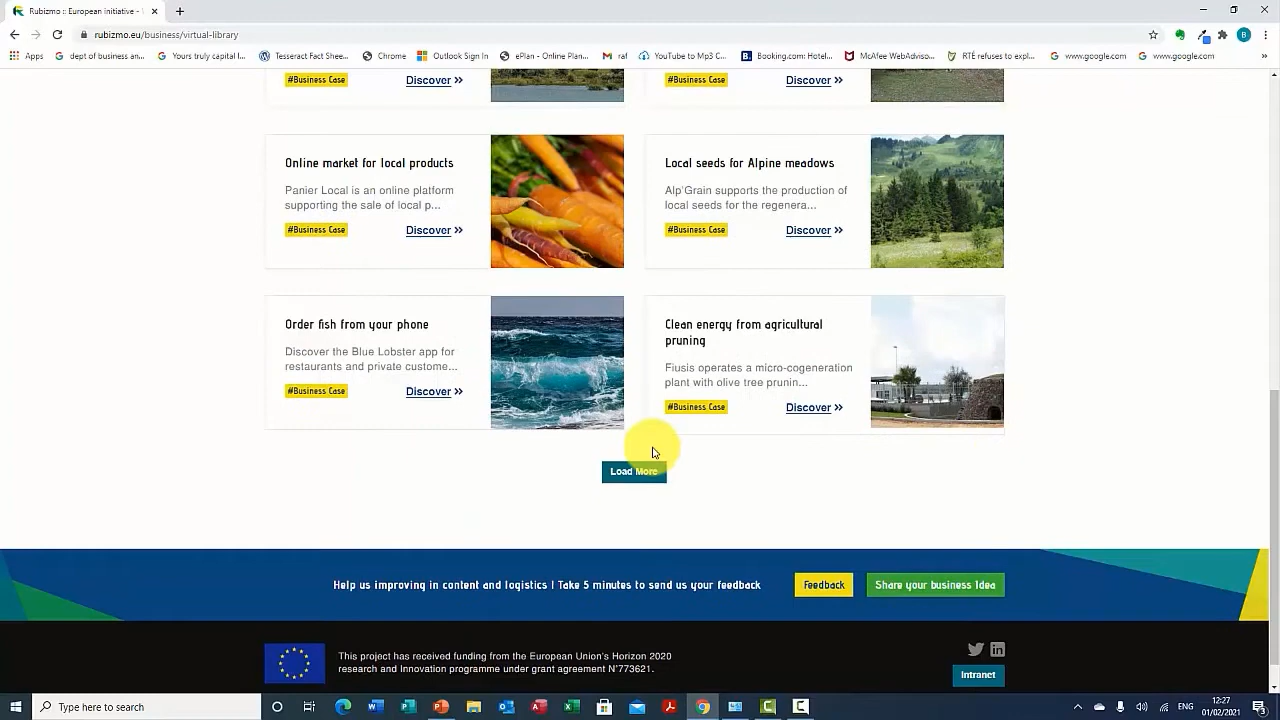 Rubizmo :: European initiative -
rubizmo.eu/business/virtual-library
Apps
dept of business an...
Yours truly capital l...
Tesseract Fact Shee...
Chrome
Outlook Sign In
ePlan - Online Plan...
raf
YouTube to Mp3 C...
Booking.com: Hotel...
McAfee WebAdviso...
RTÉ refuses to expl...
www.google.com
www.google.com
#Business Case
Discover »
#Business Case
Discover »
Online market for local products
Panier Local is an online platform
supporting the sale of local p...
#Business Case
Discover »
Local seeds for Alpine meadows
Alp'Grain supports the production of
local seeds for the regenera...
#Business Case
Discover »
Order fish from your phone
Discover the Blue Lobster app for
restaurants and private custome...
#Business Case
Discover »
Clean energy from agricultural
pruning
Fiusis operates a micro-cogeneration
plant with olive tree prunin...
#Business Case
Discover »
Load More
Help us improving in content and logistics ! Take 5 minutes to send us your feedback
Feedback
Share your business idea
This project has received funding from the European Union's Horizon 2020
research and Innovation programme under grant agreement N°773621.
Intranet
Type here to search
ENG
12:27
01/02/2021